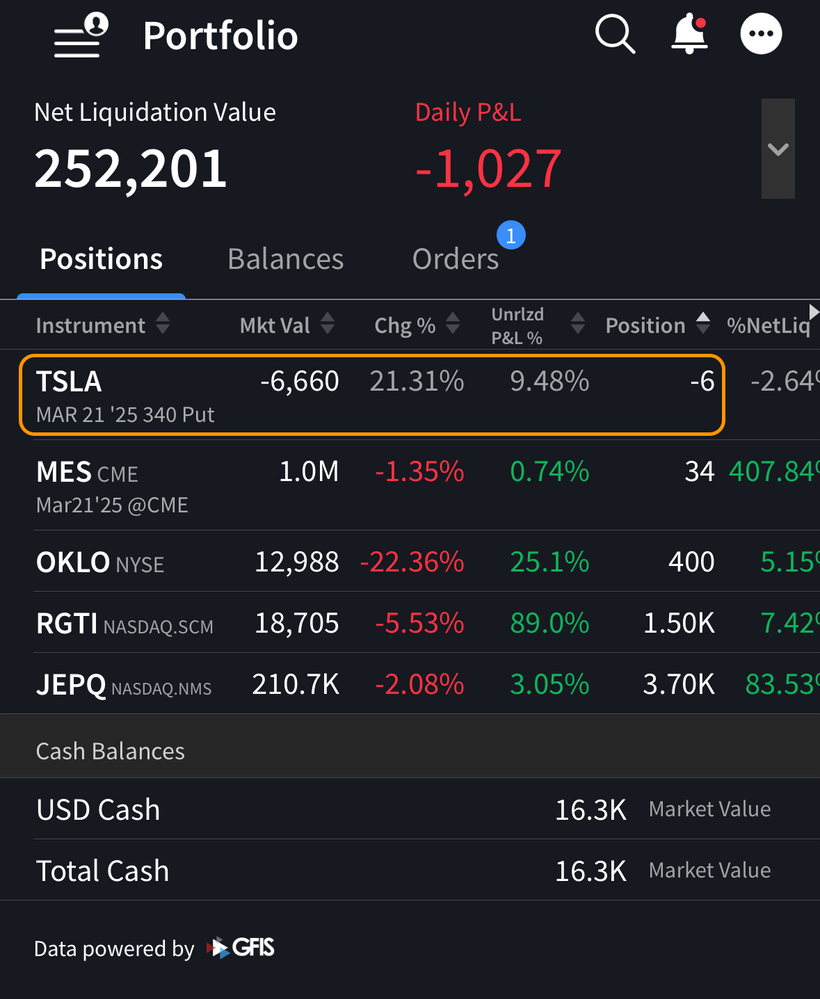 Portfolio
Net Liquidation Value
Daily P&L
252,201
-1,027
Positions
Balances
Orders
1
Instrument
Mkt Val
Chg %
Unrlzd P&L %
Position
%NetLiq
TSLA -6,660 21.31% 9.48% -6 -2.64%
MAR 21 '25 340 Put
MES CME 1.0M -1.35% 0.74% 34 407.84%
Mar21'25 @CME
OKLO NYSE 12,988 -22.36% 25.1% 400 5.15%
RGTI NASDAQ.SCM 18,705 -5.53% 89.0% 1.50K 7.42%
JEPQ NASDAQ.NMS 210.7K -2.08% 3.05% 3.70K 83.53%
Cash Balances
USD Cash 16.3K Market Value
Total Cash 16.3K Market Value
Data powered by GFIS